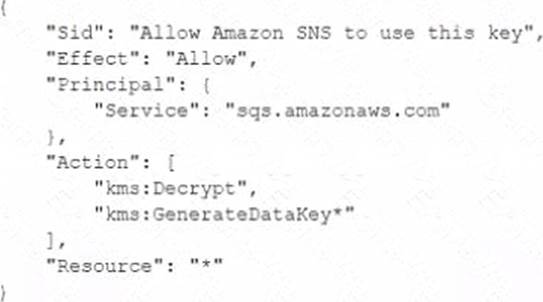 {
"Sid": "Allow Amazon SNS to use this key",
"Effect": "Allow",
"Principal": {
"Service": "sqs.amazonaws.com"
},
"Action": [
"kms:Decrypt",
"kms:GenerateDataKey*"
],
"Resource": "*"
}